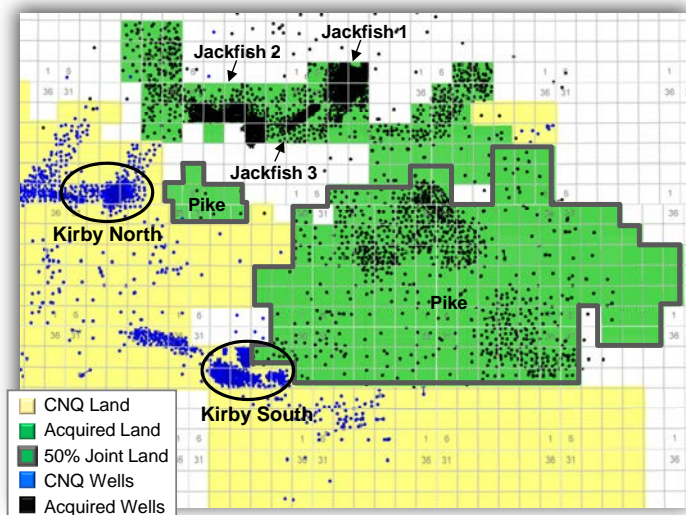 Jackfish 1
Jackfish 2
Jackfish 3
Pike
Kirby North
Pike
Kirby South
CNQ Land
Acquired Land
50% Joint Land
CNQ Wells
Acquired Wells